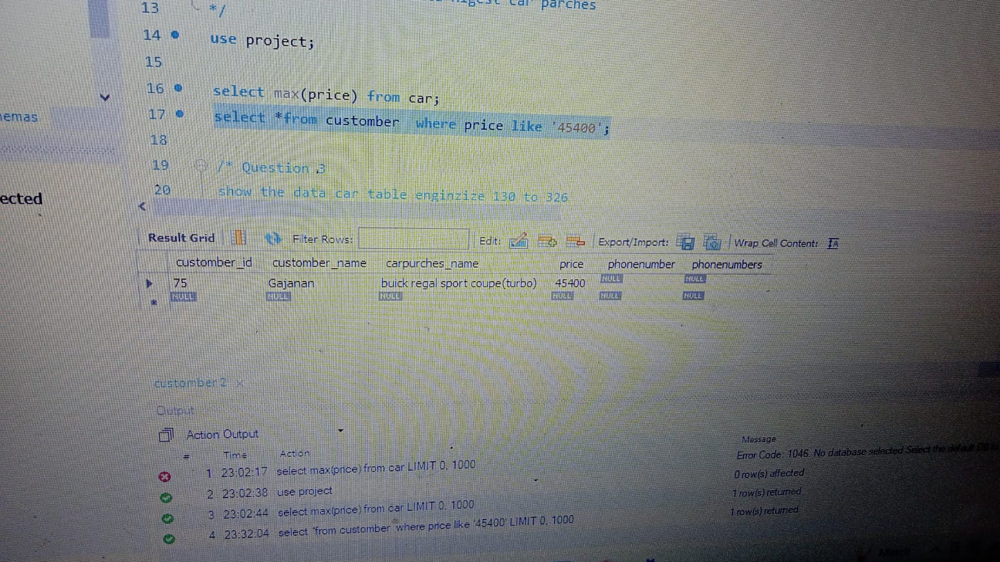 car parches
13 */
14 use project;
15
16 select max(price) from car;
17 select *from customber where price like '45400';
18
19 /* Question 3
20 show the data car table enginzize 130 to 326
emas
ected
Result Grid Filter Rows: Edit: Export/Import: Wrap Cell Content:
customber_id customber_name carpurches_name price phonenumber phonenumbers
75 Gajanan buick regal sport coupe(turbo) 45400 NULL NULL
NULL NULL NULL NULL NULL NULL
customber 2
Output
Action Output
# Time Action Message
1 23:02:17 select max(price) from car LIMIT 0, 1000 Error Code: 1046. No database selected Select the default DB to
2 23:02:38 use project 0 row(s) affected
3 23:02:44 select max(price) from car LIMIT 0, 1000 1 row(s) returned
4 23:32:04 select *from customber where price like '45400' LIMIT 0, 1000 1 row(s) returned